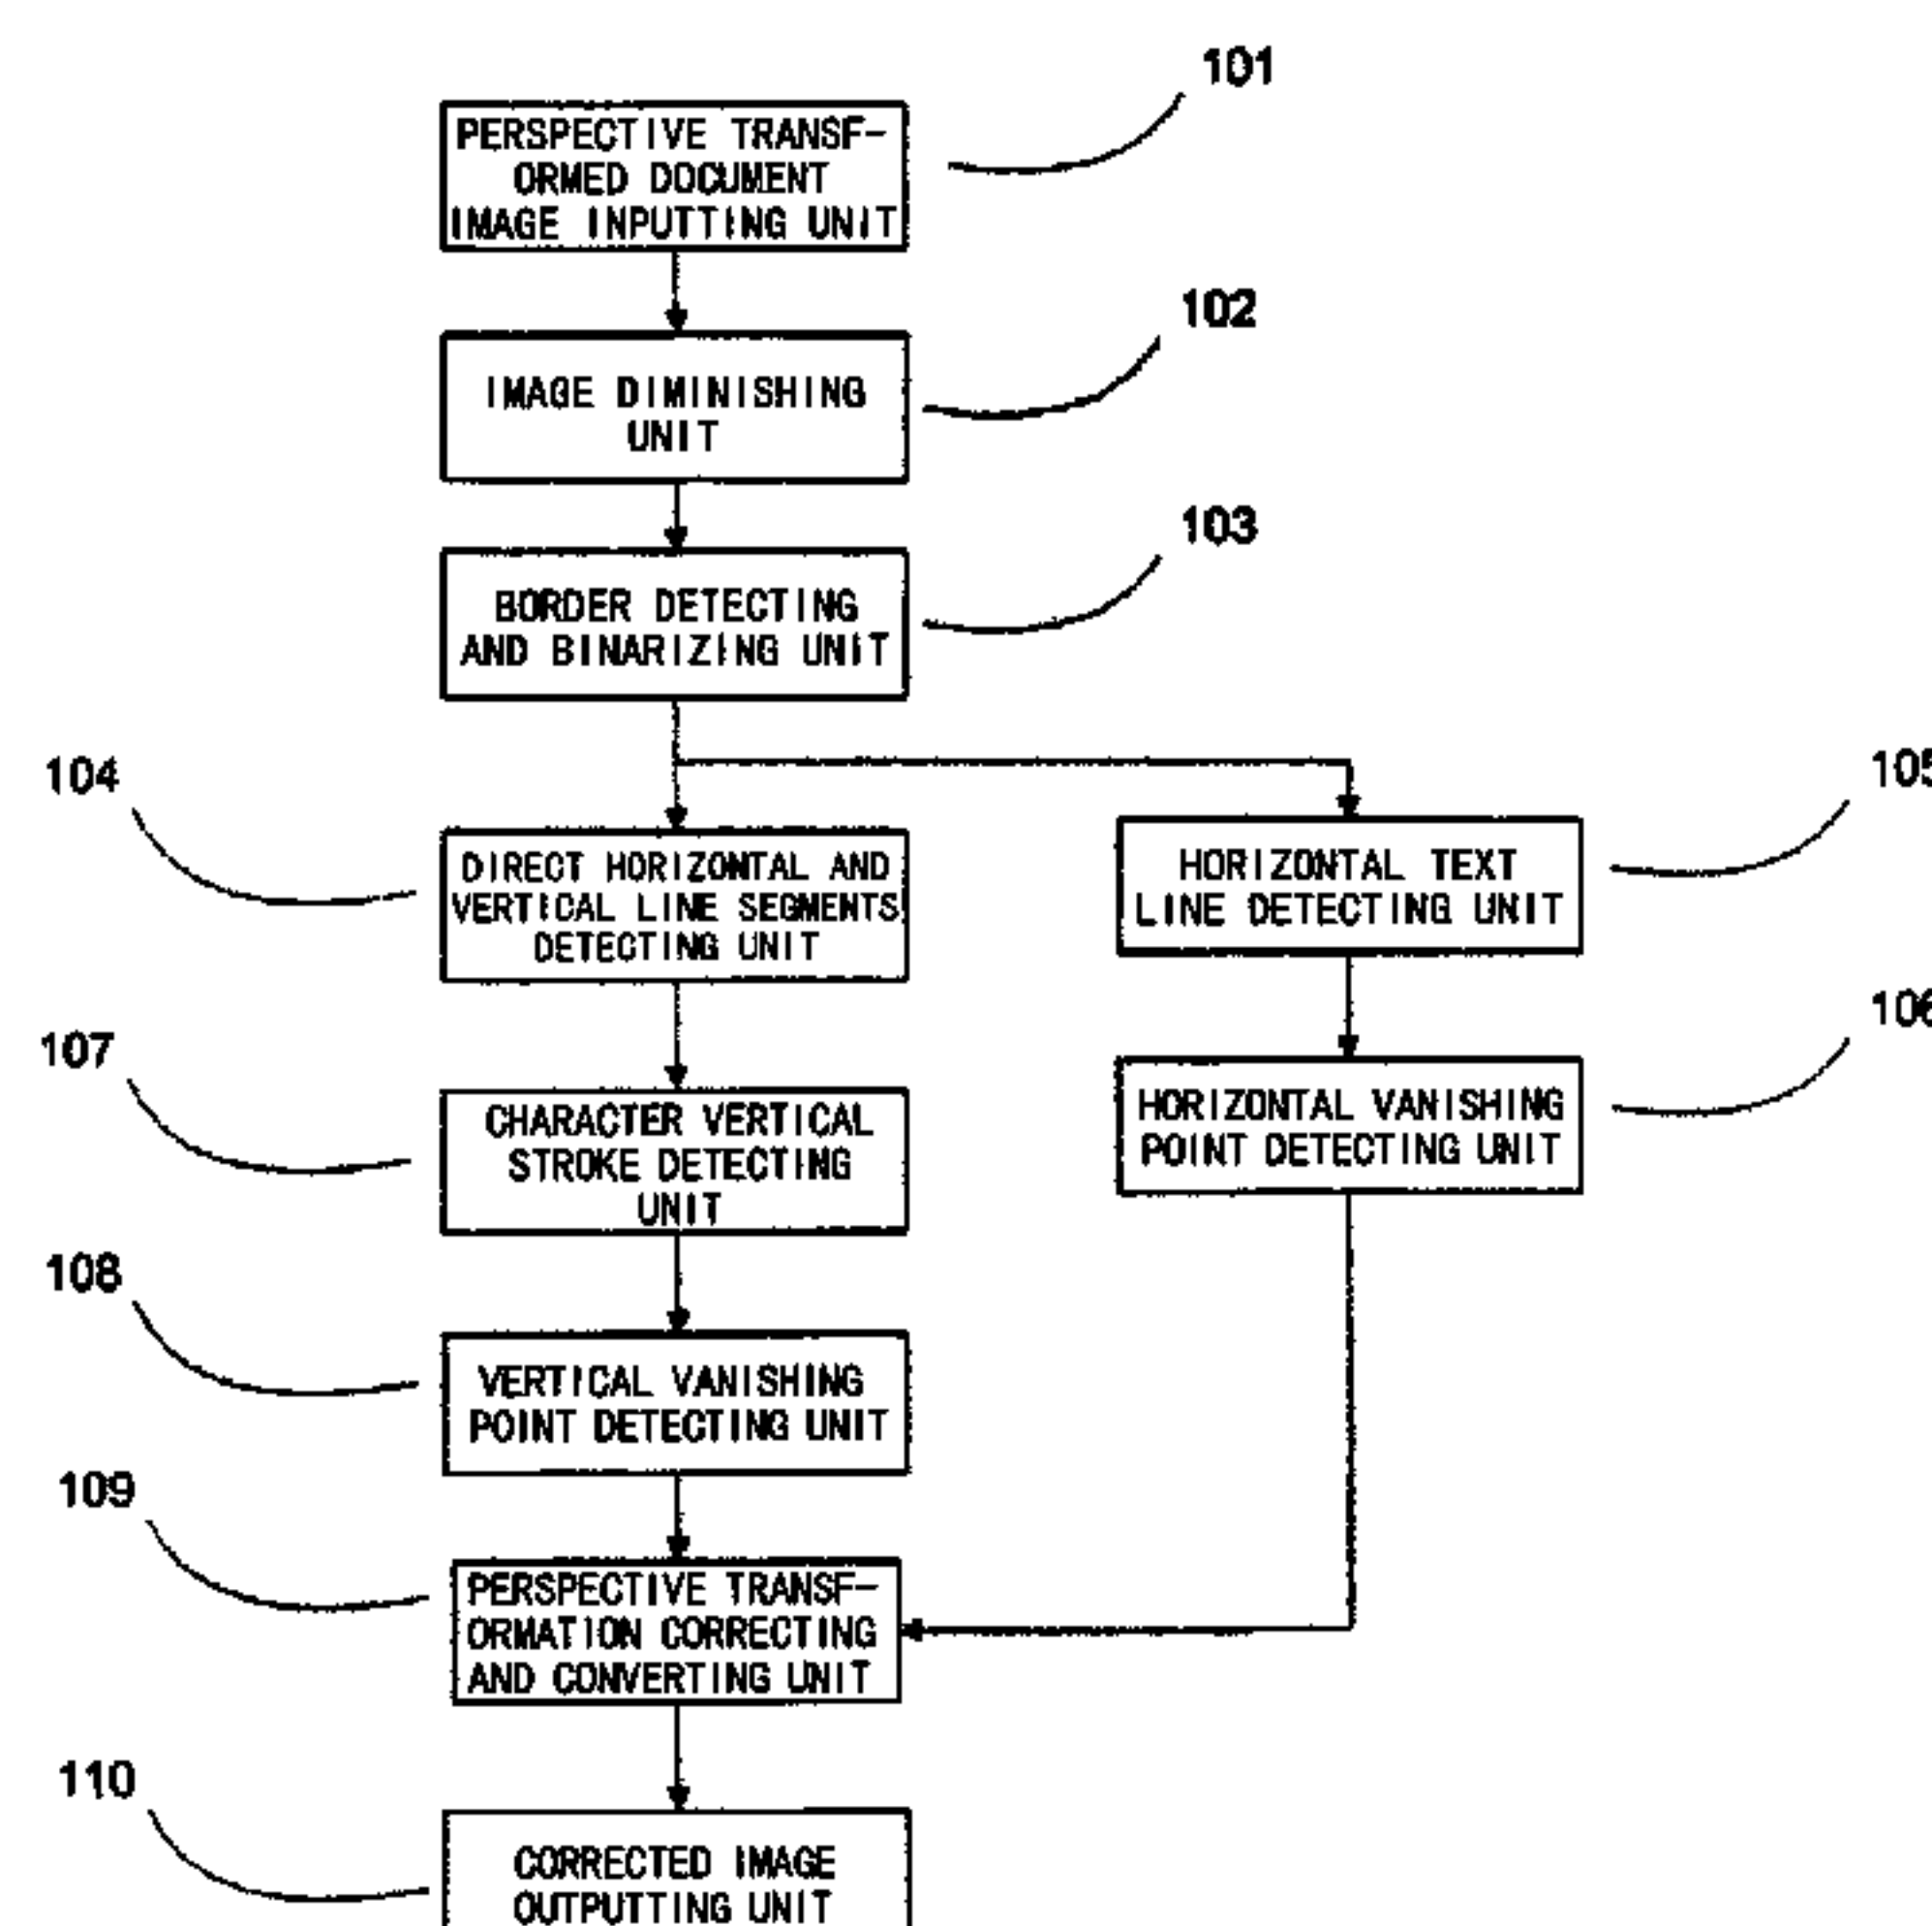 101
PERSPECTIVE TRANSF-
ORMED DOCUMENT
IMAGE INPUTTING UNIT
102
IMAGE DIMINISHING
UNIT
103
BORDER DETECTING
AND BINARIZING UNIT
104
DIRECT HORIZONTAL AND
VERTICAL LINE SEGMENTS
DETECTING UNIT
105
HORIZONTAL TEXT
LINE DETECTING UNIT
106
HORIZONTAL VANISHING
POINT DETECTING UNIT
107
CHARACTER VERTICAL
STROKE DETECTING
UNIT
108
VERTICAL VANISHING
POINT DETECTING UNIT
109
PERSPECTIVE TRANSF-
ORMATION CORRECTING
AND CONVERTING UNIT
110
CORRECTED IMAGE
OUTPUTTING UNIT